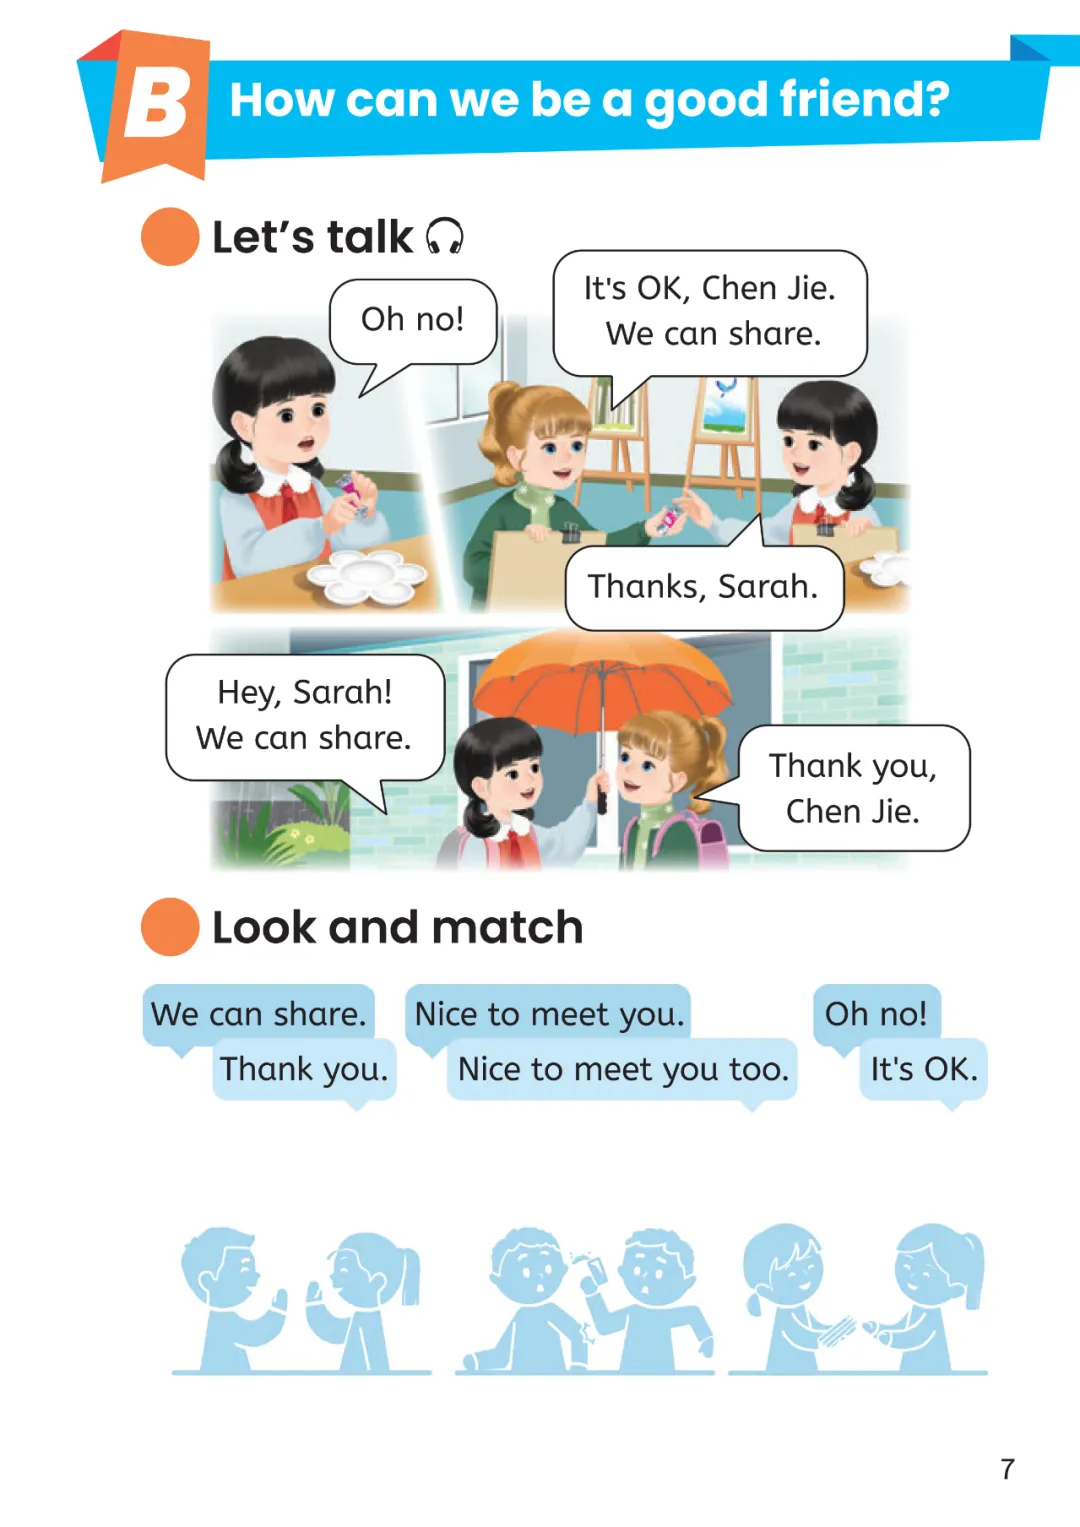 B
How can we be a good friend?
Let's talk
Oh no!
It's OK, Chen Jie.
We can share.
Thanks, Sarah.
Hey, Sarah!
We can share.
Thank you,
Chen Jie.
Look and match
We can share.
Thank you.
Nice to meet you.
Nice to meet you too.
Oh no!
It's OK.
7